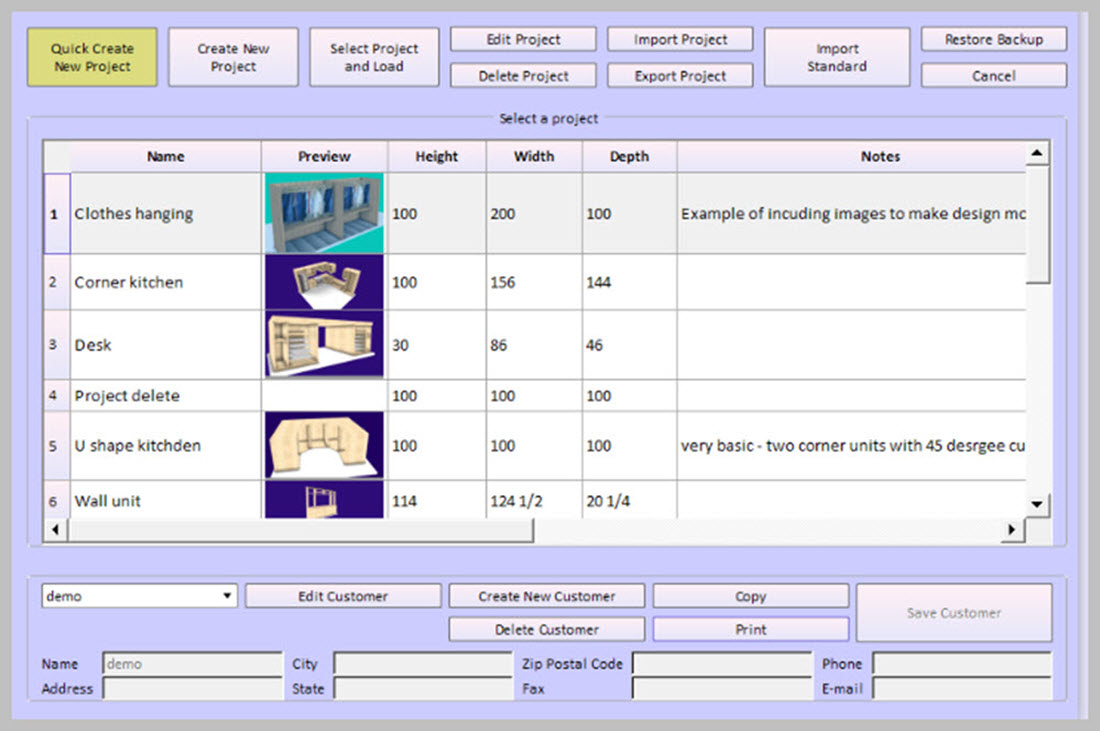 Quick Create
New Project
Create New
Project
Select Project
and Load
Edit Project
Delete Project
Import Project
Export Project
Import
Standard
Restore Backup
Cancel
Select a project
Name Preview Height Width Depth Notes
1 Clothes hanging 100 200 100 Example of incuding images to make design mo
2 Corner kitchen 100 156 144
3 Desk 30 86 46
4 Project delete 100 100 100
5 U shape kitchden 100 100 100 very basic - two corner units with 45 desrgee cu
6 Wall unit 114 124 1/2 20 1/4
demo Edit Customer Create New Customer Copy Save Customer
Delete Customer Print
Name demo City Zip Postal Code Phone
Address State Fax E-mail